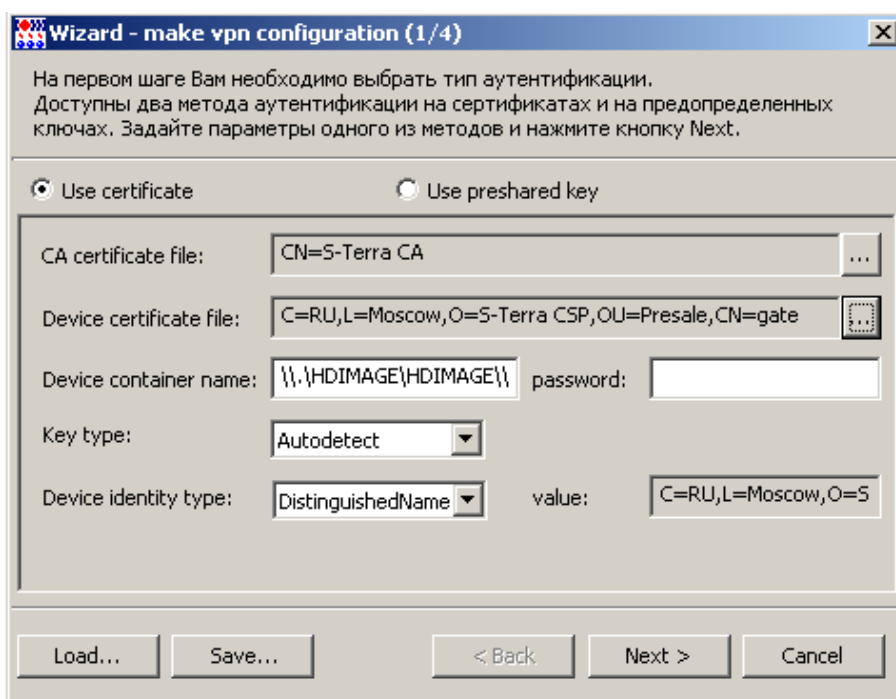 Wizard - make vpn configuration (1/4)
На первом шаге Вам необходимо выбрать тип аутентификации.
Доступны два метода аутентификации на сертификатах и на предопределенных
ключах. Задайте параметры одного из методов и нажмите кнопку Next.
Use certificate Use preshared key
CA certificate file: CN=S-Terra CA ...
Device certificate file: C=RU,L=Moscow,O=S-Terra CSP,OU=Presale,CN=gate ...
Device container name: \\.\HDIMAGE\HDIMAGE\\ password:
Key type: Autodetect
Device identity type: DistinguishedName value: C=RU,L=Moscow,O=S
Load... Save... < Back Next > Cancel